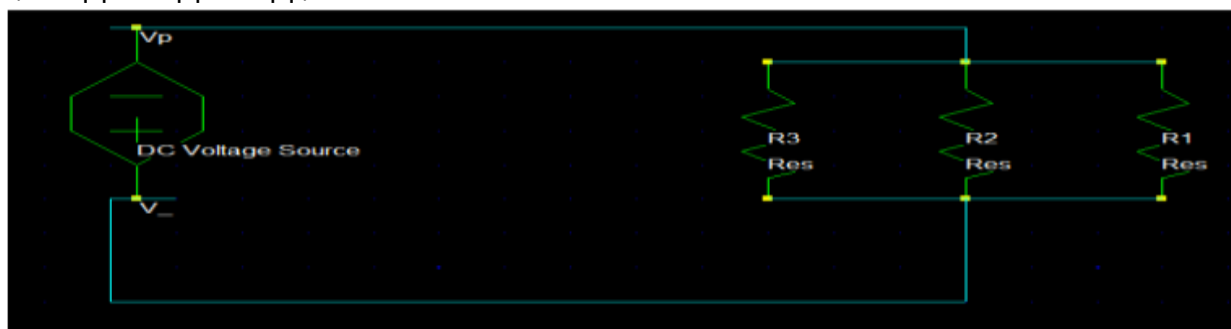 Vp
DC Voltage Source
V_
R3
Res
R2
Res
R1
Res